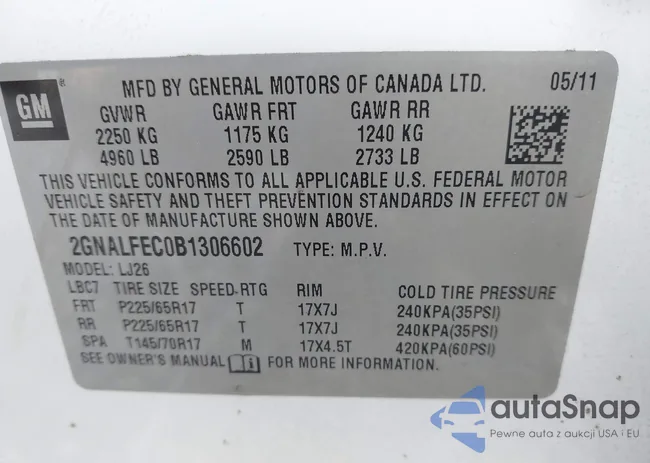 GM®
MFD BY GENERAL MOTORS OF CANADA LTD. 05/11
GVWR GAWR FRT GAWR RR
2250 KG 1175 KG 1240 KG
4960 LB 2590 LB 2733 LB
THIS VEHICLE CONFORMS TO ALL APPLICABLE U.S. FEDERAL MOTOR
VEHICLE SAFETY AND THEFT PREVENTION STANDARDS IN EFFECT ON
THE DATE OF MANUFACTURE SHOWN ABOVE.
2GNALFEC0B1306602 TYPE: M.P.V.
MODEL: LJ26
LBC7 TIRE SIZE SPEED-RTG RIM COLD TIRE PRESSURE
FRT P225/65R17 T 17X7J 240KPA(35PSI)
RR P225/65R17 T 17X7J 240KPA(35PSI)
SPA T145/70R17 M 17X4.5T 420KPA(60PSI)
SEE OWNER'S MANUAL FOR MORE INFORMATION.
autoSnap
Pewne auta z aukcji USA i EU